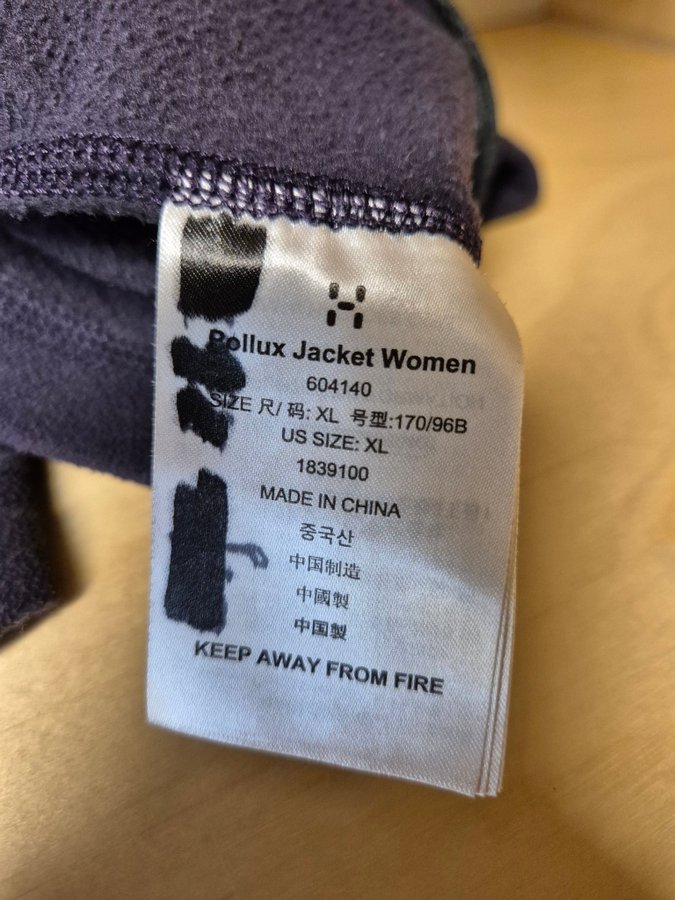 Pollux Jacket Women
604140
SIZE 尺/ 码: XL 号型:170/96B
US SIZE: XL
1839100
MADE IN CHINA
중국산
中国制造
中國製
中国製
KEEP AWAY FROM FIRE